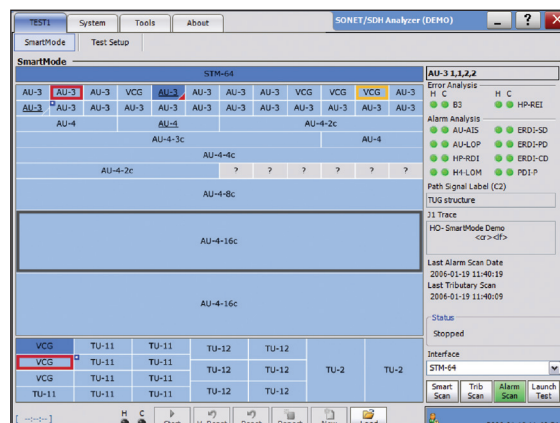 TEST1 System Tools About SONET/SDH Analyzer (DEMO)
SmartMode Test Setup
SmartMode
STM-64
AU-3 AU-3 AU-3 VCG AU-3 AU-3 AU-3 AU-3 VCG VCG VCG AU-3
AU-3 AU-3 AU-3 AU-3 AU-3 AU-3 AU-3 AU-3 AU-3 AU-3 AU-3 AU-3
AU-4 AU-4 AU-4-2c
AU-4-3c AU-4
AU-4-4c
AU-4-2c ? ? ? ? ? ?
AU-4-8c
AU-4-16c
AU-4-16c
VCG TU-11 TU-11 TU-12 TU-12 TU-2 TU-2
VCG TU-11 TU-11 TU-12 TU-12
VCG TU-11 TU-11
TU-11 TU-11 TU-11 TU-12 TU-12
AU-3 1,1,2,2
Error Analysis
H C H C
B3 HP-REI
Alarm Analysis
AU-AIS ERDI-SD
AU-LOP ERDI-PD
HP-RDI ERDI-CD
H4-LOM PDI-P
Path Signal Label (C2)
TUG structure
J1 Trace
HO-SmartMode Demo
<cr><lf>
Last Alarm Scan Date
2006-01-19 11:40:19
Last Tributary Scan
2006-01-19 11:40:09
Status
Stopped
Interface
STM-64
Smart Scan Trib Scan Alarm Scan Launch Test
[ --:--:-- ] H C